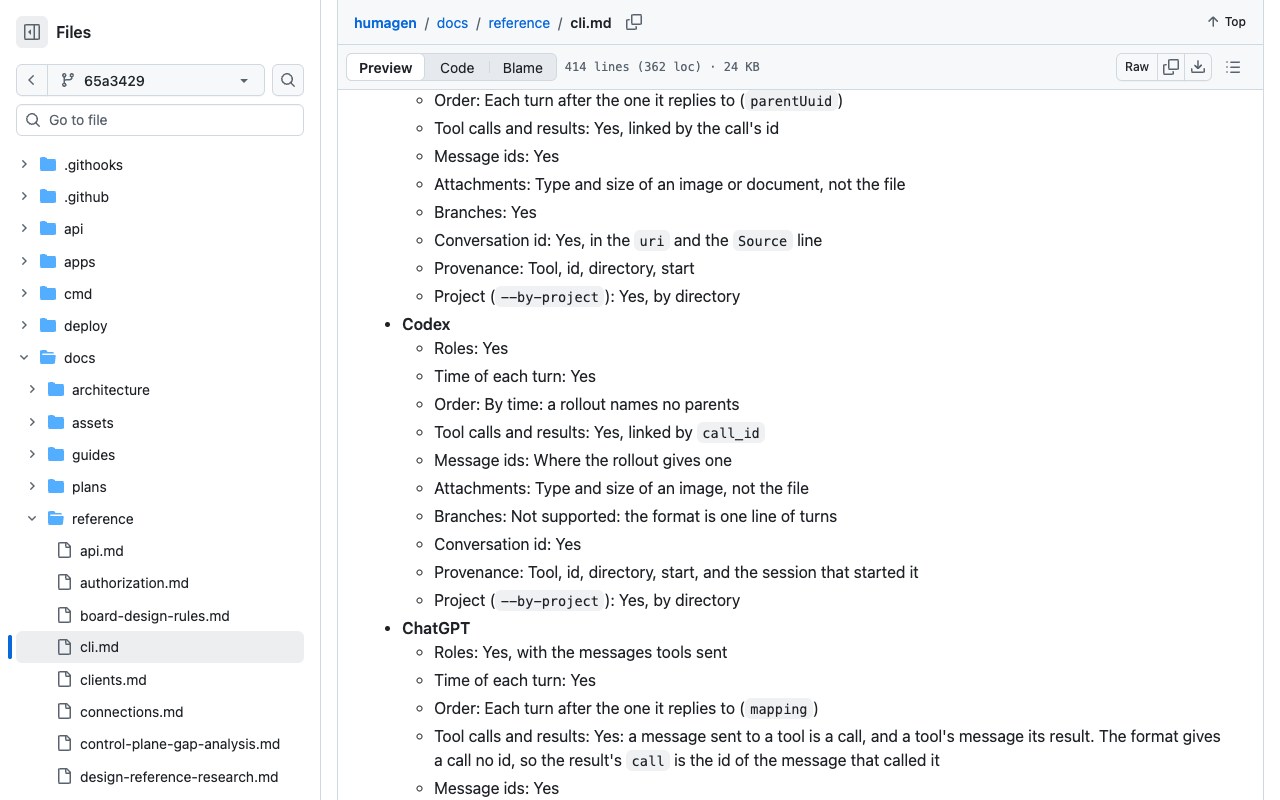 Files
65a3429
Go to file
.githooks
.github
api
apps
cmd
deploy
docs
architecture
assets
guides
plans
reference
api.md
authorization.md
board-design-rules.md
cli.md
clients.md
connections.md
control-plane-gap-analysis.md
design-reference-research.md
humagen / docs / reference / cli.md
Top
Preview Code Blame 414 lines (362 loc) · 24 KB
Raw
Order: Each turn after the one it replies to ( parentUuid )
Tool calls and results: Yes, linked by the call's id
Message ids: Yes
Attachments: Type and size of an image or document, not the file
Branches: Yes
Conversation id: Yes, in the uri and the Source line
Provenance: Tool, id, directory, start
Project ( --by-project ): Yes, by directory
Codex
Roles: Yes
Time of each turn: Yes
Order: By time: a rollout names no parents
Tool calls and results: Yes, linked by call_id
Message ids: Where the rollout gives one
Attachments: Type and size of an image, not the file
Branches: Not supported: the format is one line of turns
Conversation id: Yes
Provenance: Tool, id, directory, start, and the session that started it
Project ( --by-project ): Yes, by directory
ChatGPT
Roles: Yes, with the messages tools sent
Time of each turn: Yes
Order: Each turn after the one it replies to ( mapping )
Tool calls and results: Yes: a message sent to a tool is a call, and a tool's message its result. The format gives
a call no id, so the result's call is the id of the message that called it
Message ids: Yes